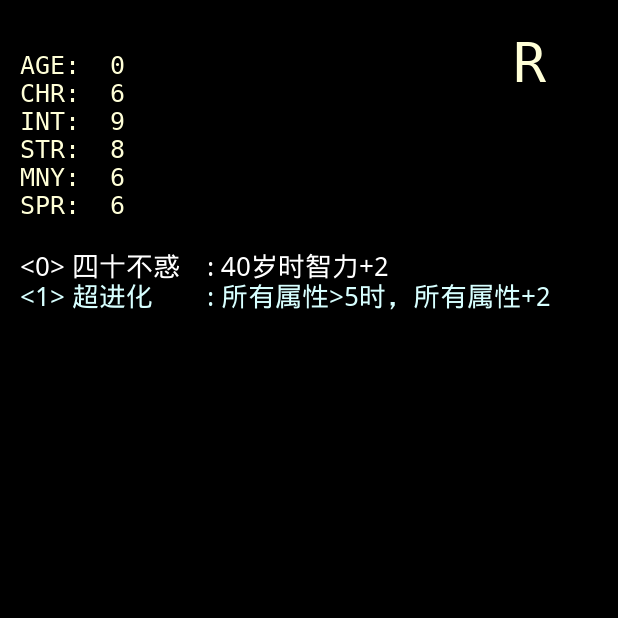 R
AGE: 0
CHR: 6
INT: 9
STR: 8
MNY: 6
SPR: 6
<0> 四十不惑 : 40岁时智力+2
<1> 超进化 : 所有属性>5时，所有属性+2